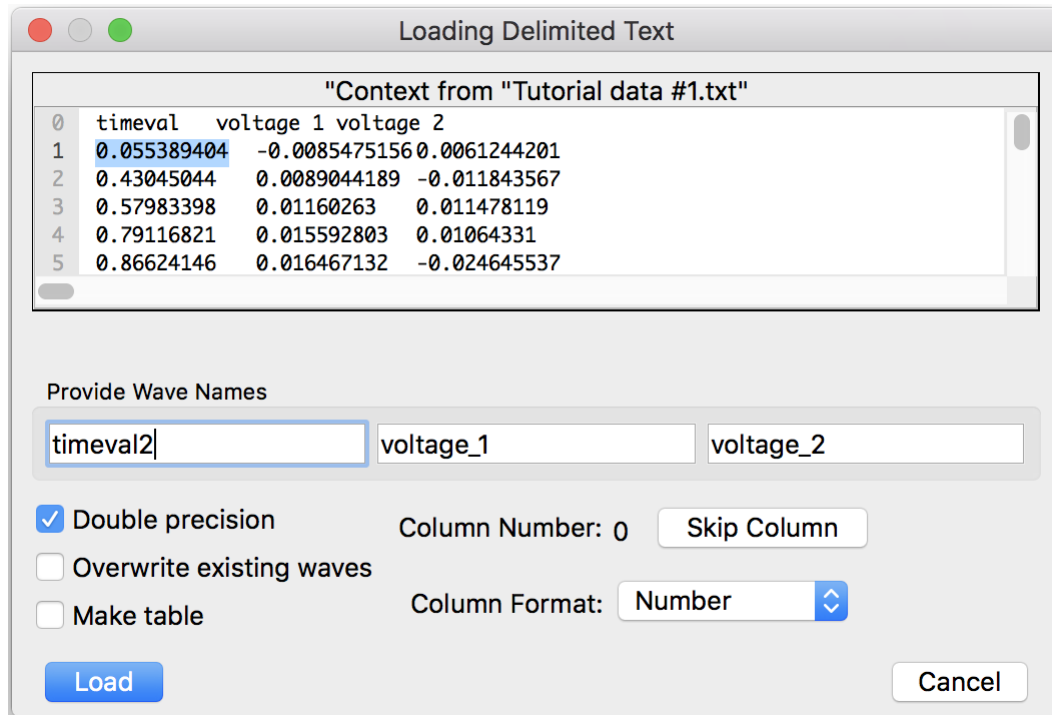 Loading Delimited Text
"Context from "Tutorial data #1.txt"
0 timeval voltage 1 voltage 2
1 0.055389404 -0.0085475156 0.0061244201
2 0.43045044 0.0089044189 -0.011843567
3 0.57983398 0.01160263 0.011478119
4 0.79116821 0.015592803 0.01064331
5 0.86624146 0.016467132 -0.024645537
Provide Wave Names
timeval2 voltage_1 voltage_2
Double precision Column Number: 0 Skip Column
Overwrite existing waves
Column Format: Number
Make table
Load Cancel